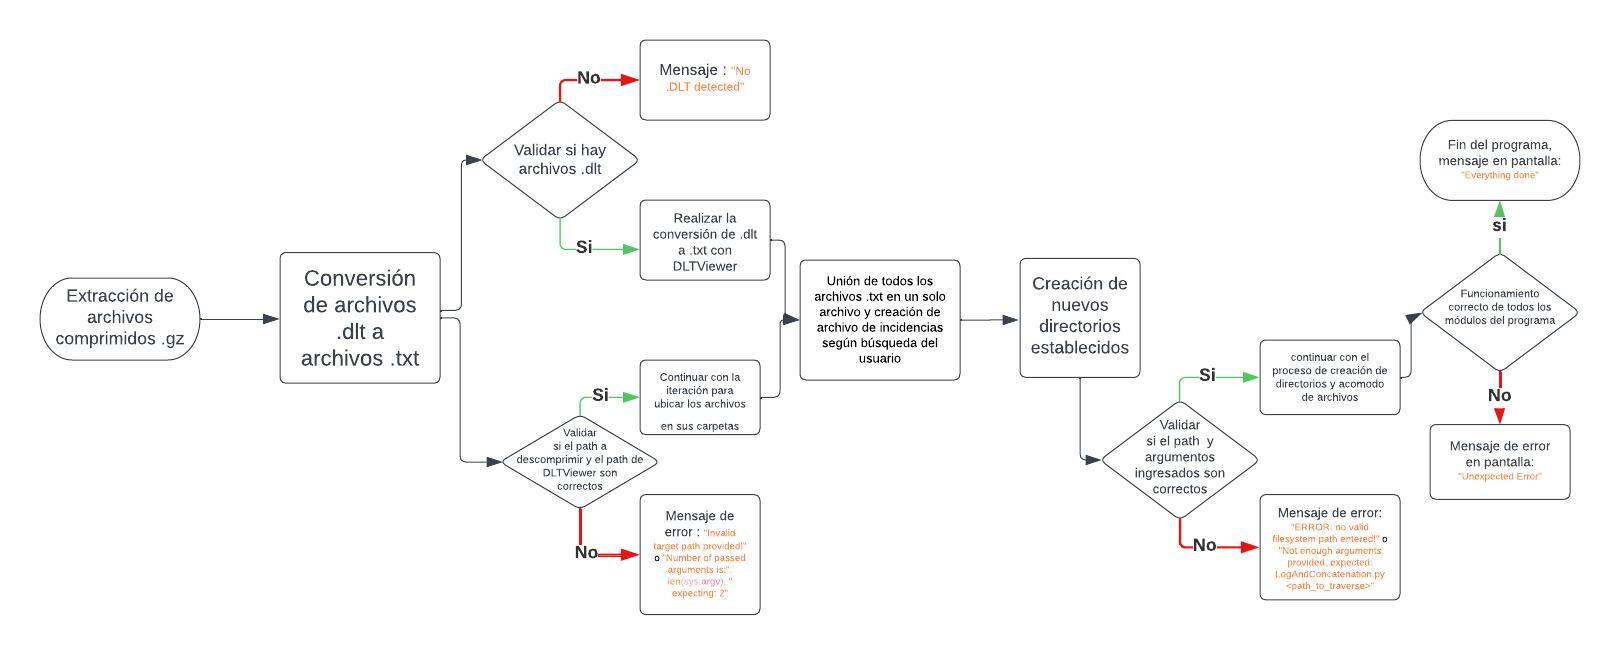 Extracción de
archivos
comprimidos .gz
Conversión
de archivos
.dlt a
archivos .txt
Validar si hay
archivos .dlt
No
Mensaje : "No
.DLT detected"
Si
Realizar la
conversión de .dlt
a .txt con
DLTViewer
Validar
si el path a
descomprimir y el path de
DLTViewer son
correctos
Si
Continuar con la
iteración para
ubicar los archivos
en sus carpetas
No
Mensaje de
error : "Invalid
target path provided!"
o "Number of passed
arguments is:",
len(sys.argv), "
expecting: 2"
Unión de todos los
archivos .txt en un solo
archivo y creación de
archivo de incidencias
según búsqueda del
usuario
Creación de
nuevos
directorios
establecidos
Validar
si el path y
argumentos
ingresados son
correctos
Si
continuar con el
proceso de creación de
directorios y acomodo
de archivos
No
Mensaje de error:
"ERROR: no valid
filesystem path entered!" o
"Not enough arguments
provided, expected:
LogAndConcatenation.py
<path_to_traverse>"
Funcionamiento
correcto de todos los
módulos del programa
si
Fin del programa,
mensaje en pantalla:
"Everything done"
No
Mensaje de error
en pantalla:
"Unexpected Error"